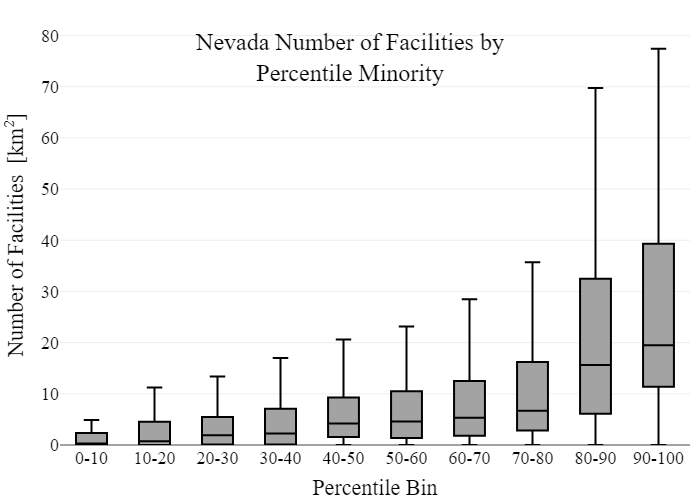 Nevada Number of Facilities by
Percentile Minority
Number of Facilities [km²]
80
70
60
50
40
30
20
10
0
0-10 10-20 20-30 30-40 40-50 50-60 60-70 70-80 80-90 90-100
Percentile Bin